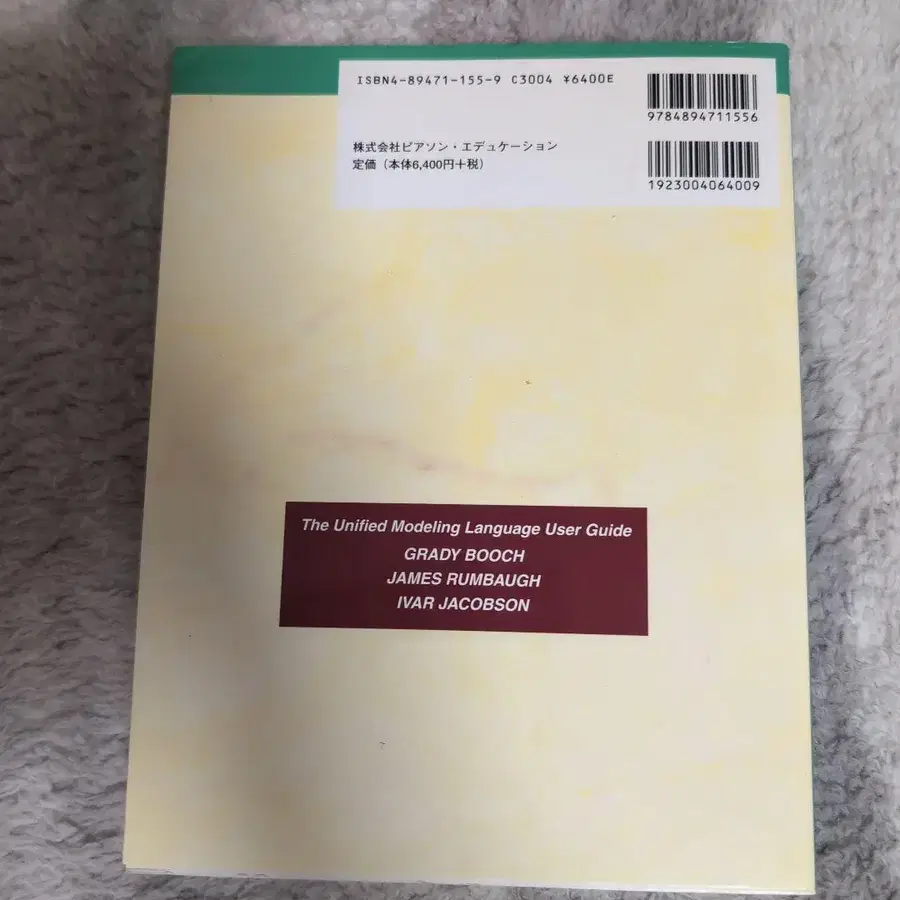 ISBN4-89471-155-9 C3004 ¥6400E
9784894711556
株式会社ピアソン・エデュケーション
定価（本体6,400円+税）
1923004064009
The Unified Modeling Language User Guide
GRADY BOOCH
JAMES RUMBAUGH
IVAR JACOBSON